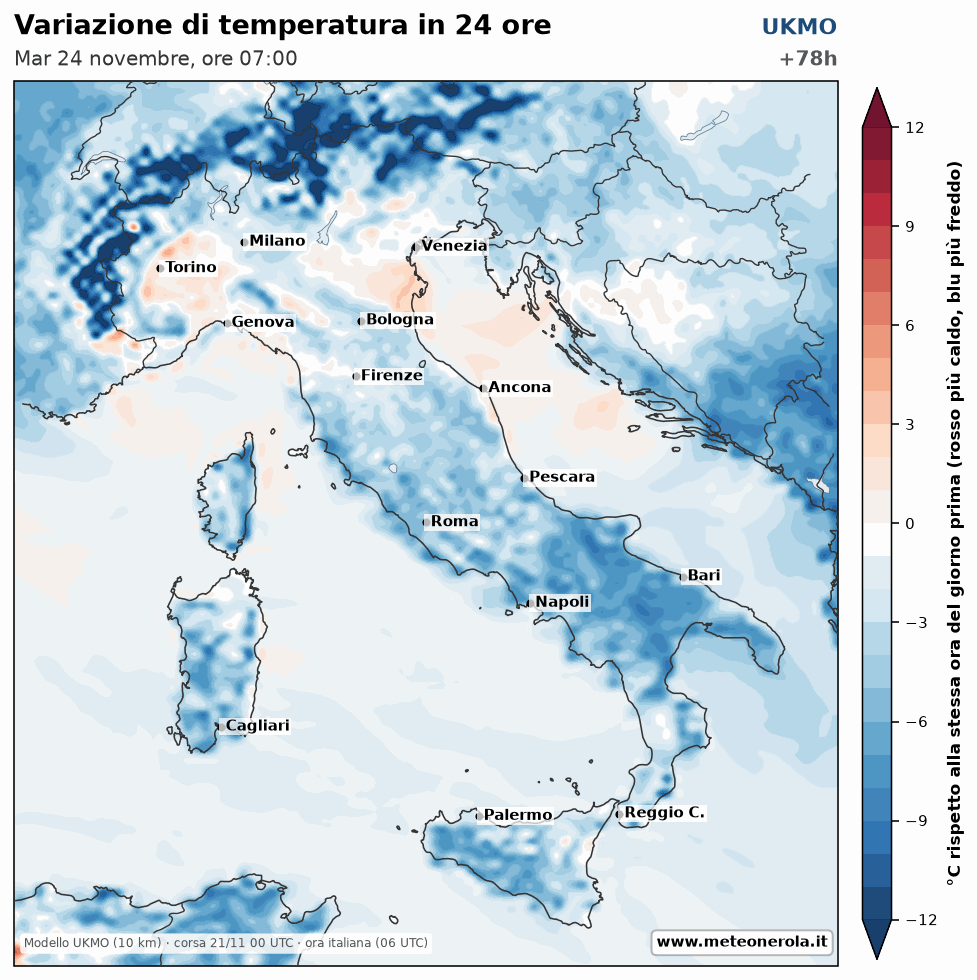 Variazione di temperatura in 24 ore
UKMO
Mar 24 novembre, ore 07:00
+78h
Milano
Venezia
Torino
Genova
Bologna
Firenze
Ancona
Pescara
Roma
Bari
Napoli
Cagliari
Palermo
Reggio C.
12
9
6
3
0
−3
−6
−9
−12
°C rispetto alla stessa ora del giorno prima (rosso più caldo, blu più freddo)
Modello UKMO (10 km) · corsa 21/11 00 UTC · ora italiana (06 UTC)
www.meteonerola.it